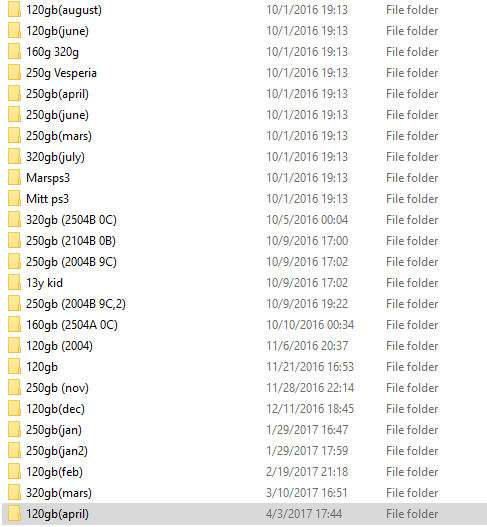 120gb(august) 10/1/2016 19:13 File folder
120gb(june) 10/1/2016 19:13 File folder
160g 320g 10/1/2016 19:13 File folder
250g Vesperia 10/1/2016 19:13 File folder
250gb(april) 10/1/2016 19:13 File folder
250gb(june) 10/1/2016 19:13 File folder
250gb(mars) 10/1/2016 19:13 File folder
320gb(july) 10/1/2016 19:13 File folder
Marsps3 10/1/2016 19:13 File folder
Mitt ps3 10/1/2016 19:13 File folder
320gb (2504B 0C) 10/5/2016 00:04 File folder
250gb (2104B 0B) 10/9/2016 17:00 File folder
250gb (2004B 9C) 10/9/2016 17:02 File folder
13y kid 10/9/2016 17:02 File folder
250gb (2004B 9C,2) 10/9/2016 19:22 File folder
160gb (2504A 0C) 10/10/2016 00:34 File folder
120gb (2004) 11/6/2016 20:37 File folder
120gb 11/21/2016 16:53 File folder
250gb (nov) 11/28/2016 22:14 File folder
120gb(dec) 12/11/2016 18:45 File folder
250gb(jan) 1/29/2017 16:47 File folder
250gb(jan2) 1/29/2017 17:59 File folder
120gb(feb) 2/19/2017 21:18 File folder
320gb(mars) 3/10/2017 16:51 File folder
120gb(april) 4/3/2017 17:44 File folder